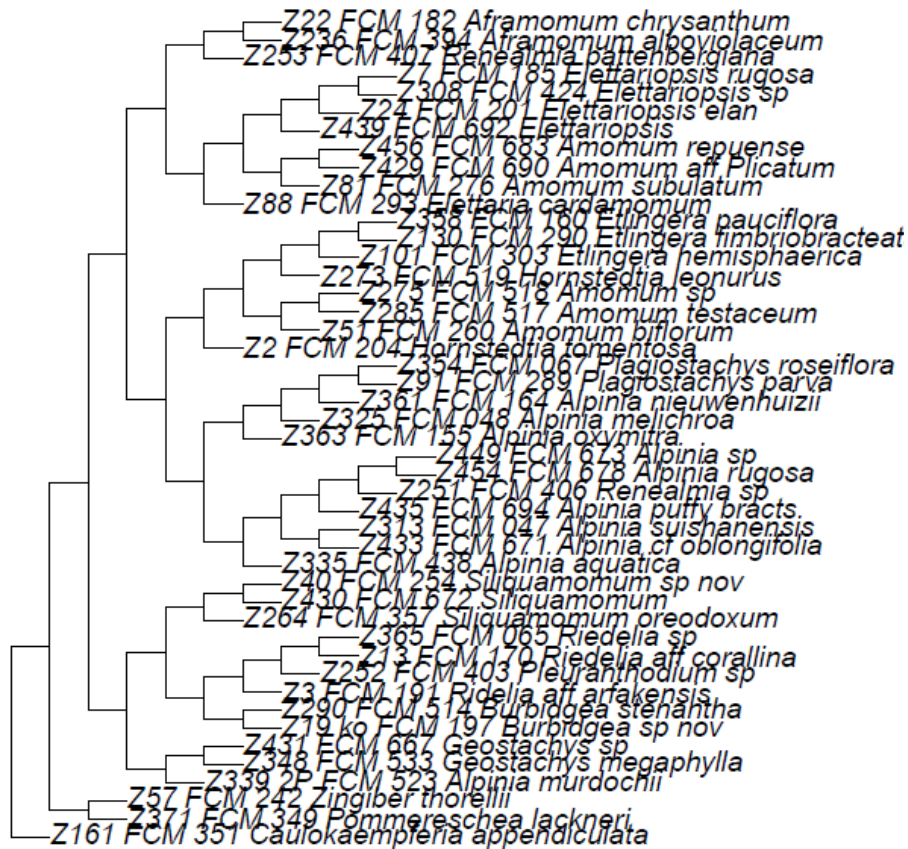 Z22 FCM 182 Aframomum chrysanthum
Z236 FCM 394 Aframomum alboviolaceum
Z253 FCM 407 Renealmia battenbergiana
Z7 FCM 185 Elettariopsis rugosa
Z308 FCM 424 Elettariopsis sp
Z24 FCM 201 Elettariopsis elan
Z439 FCM 692 Elettariopsis
Z456 FCM 683 Amomum repuense
Z429 FCM 690 Amomum aff Plicatum
Z81 FCM 276 Amomum subulatum
Z88 FCM 293 Elettaria cardamomum
Z358 FCM 160 Etlingera pauciflora
Z130 FCM 290 Etlingera fimbriobracteat
Z101 FCM 303 Etlingera hemisphaerica
Z273 FCM 519 Hornstedtia leonurus
Z275 FCM 518 Amomum sp
Z285 FCM 517 Amomum testaceum
Z51 FCM 260 Amomum biflorum
Z2 FCM 204 Hornstedtia tomentosa
Z354 FCM 067 Plagiostachys roseiflora
Z91 FCM 289 Plagiostachys parva
Z361 FCM 164 Alpinia nieuwenhuizii
Z325 FCM 048 Alpinia melichroa
Z363 FCM 155 Alpinia oxymitra.
Z449 FCM 673 Alpinia sp
Z454 FCM 678 Alpinia rugosa
Z251 FCM 406 Renealmia sp
Z435 FCM 694 Alpinia puffy bracts.
Z313 FCM 047 Alpinia suishanensis
Z433 FCM 671. Alpinia cf oblongifolia
Z335 FCM 438 Alpinia aquatica
Z40 FCM 254 Siliquamomum sp nov
Z430 FCM 672 Siliquamomum
Z264 FCM 357 Siliquamomum oreodoxum
Z365 FCM 065 Riedelia sp
Z13 FCM 170 Riedelia aff corallina
Z252 FCM 403 Pleuranthodium sp
Z3 FCM 191 Ridelia aff arfakensis
Z290 FCM 514 Burbidgea stenantha
Z19 ko FCM 197 Burbidgea sp nov
Z431 FCM 667 Geostachys sp
Z348 FCM 533 Geostachys megaphylla
Z339 2P FCM 523 Alpinia murdochii
Z57 FCM 242 Zingiber thorellii
Z371 FCM 349 Pommereschea lackneri.
Z161 FCM 351 Caulokaempferia appendiculata